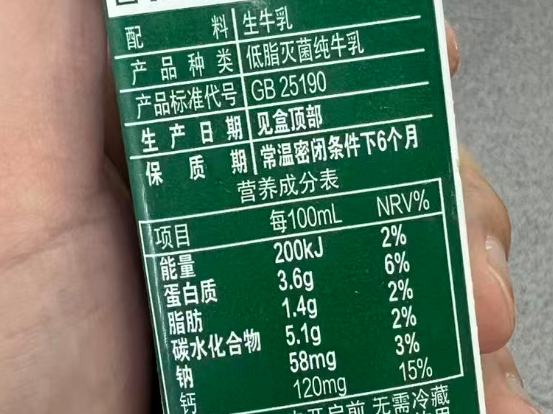 配料 生牛乳
产品种类 低脂灭菌纯牛乳
产品标准代号 GB 25190
生产日期 见盒顶部
保质期 常温密闭条件下6个月
营养成分表
项目 每100mL NRV%
能量 200kJ 2%
蛋白质 3.6g 6%
脂肪 1.4g 2%
碳水化合物 5.1g 2%
钠 58mg 3%
钙 120mg 15%
开启前,无需冷藏